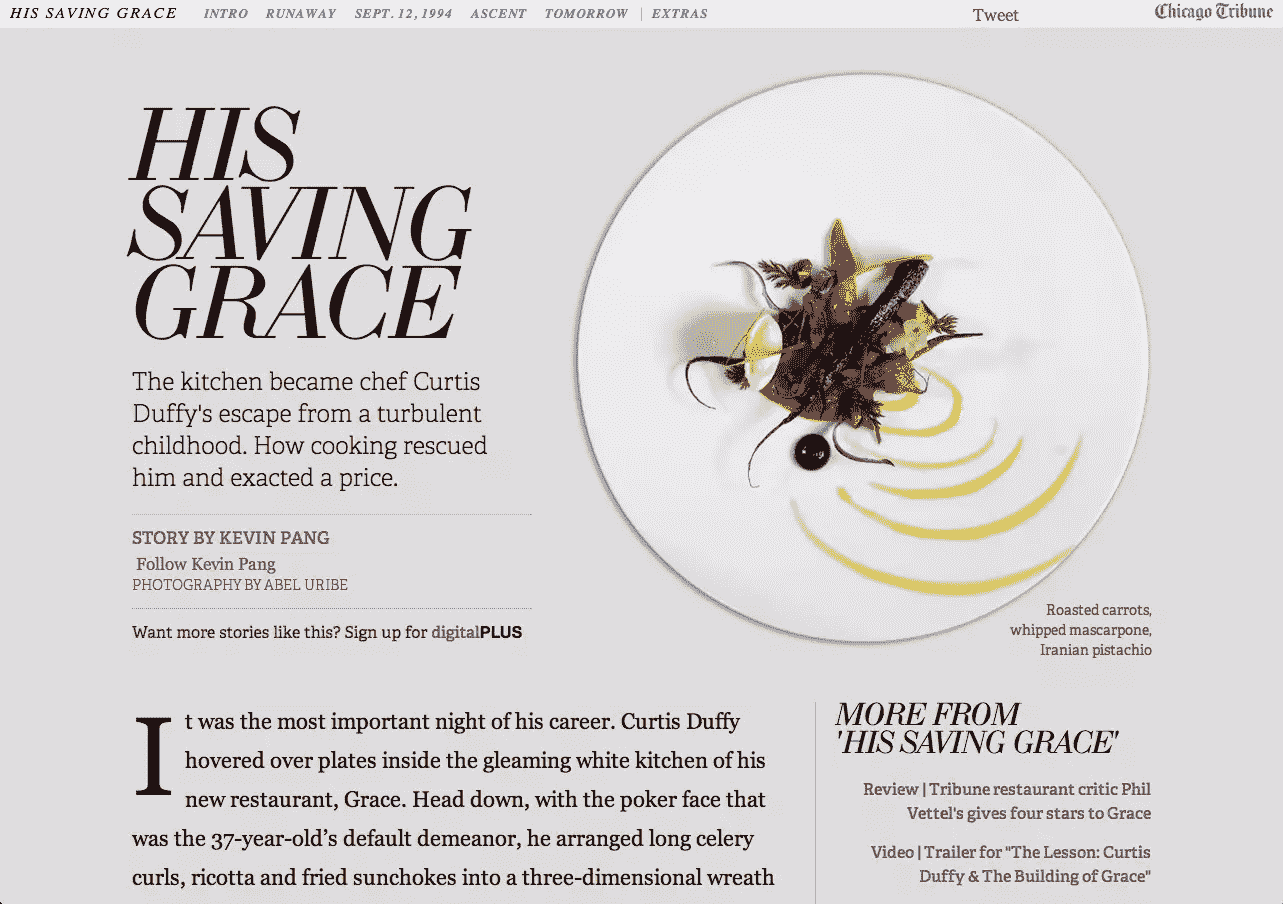 HIS SAVING GRACE INTRO RUNAWAY SEPT. 12, 1994 ASCENT TOMORROW | EXTRAS Tweet Chicago Tribune
HIS
SAVING
GRACE
The kitchen became chef Curtis
Duffy's escape from a turbulent
childhood. How cooking rescued
him and exacted a price.
STORY BY KEVIN PANG
Follow Kevin Pang
PHOTOGRAPHY BY ABEL URIBE
Want more stories like this? Sign up for digitalPLUS
Roasted carrots,
whipped mascarpone,
Iranian pistachio
It was the most important night of his career. Curtis Duffy
hovered over plates inside the gleaming white kitchen of his
new restaurant, Grace. Head down, with the poker face that
was the 37-year-old’s default demeanor, he arranged long celery
curls, ricotta and fried sunchokes into a three-dimensional wreath
MORE FROM
'HIS SAVING GRACE'
Review | Tribune restaurant critic Phil
Vettel's gives four stars to Grace
Video | Trailer for "The Lesson: Curtis
Duffy & The Building of Grace"